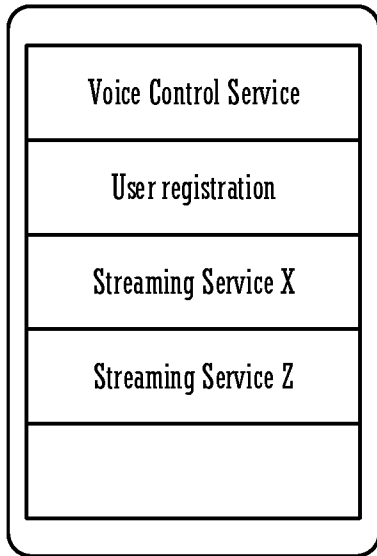 Voice Control Service
User registration
Streaming Service X
Streaming Service Z